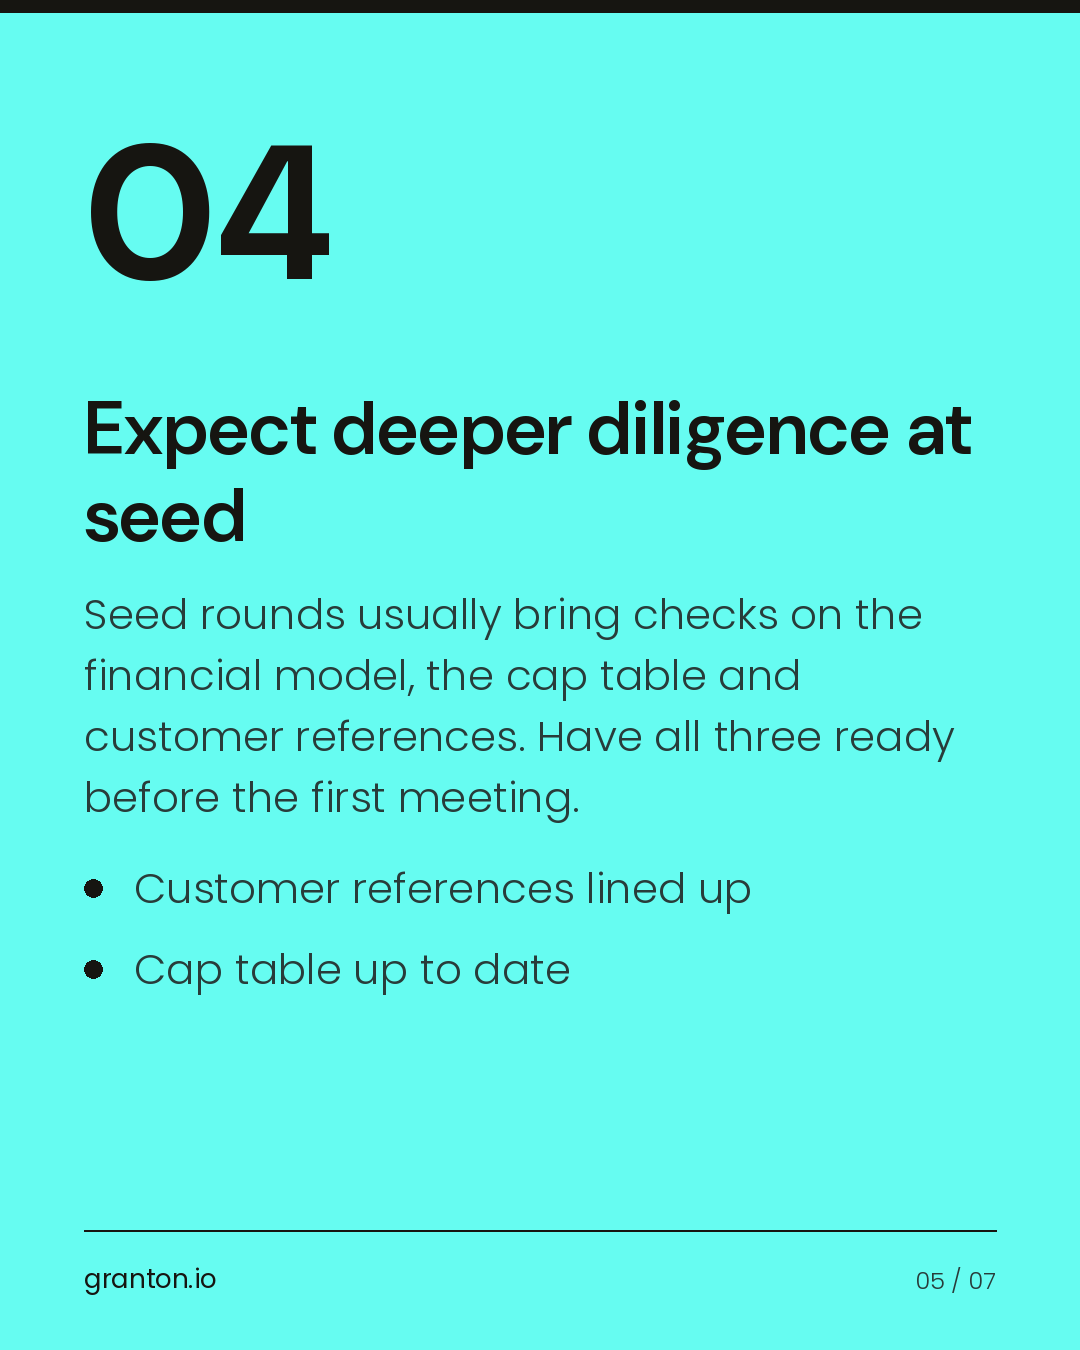 04
Expect deeper diligence at
seed
Seed rounds usually bring checks on the
financial model, the cap table and
customer references. Have all three ready
before the first meeting.
Customer references lined up
Cap table up to date
granton.io
05 / 07